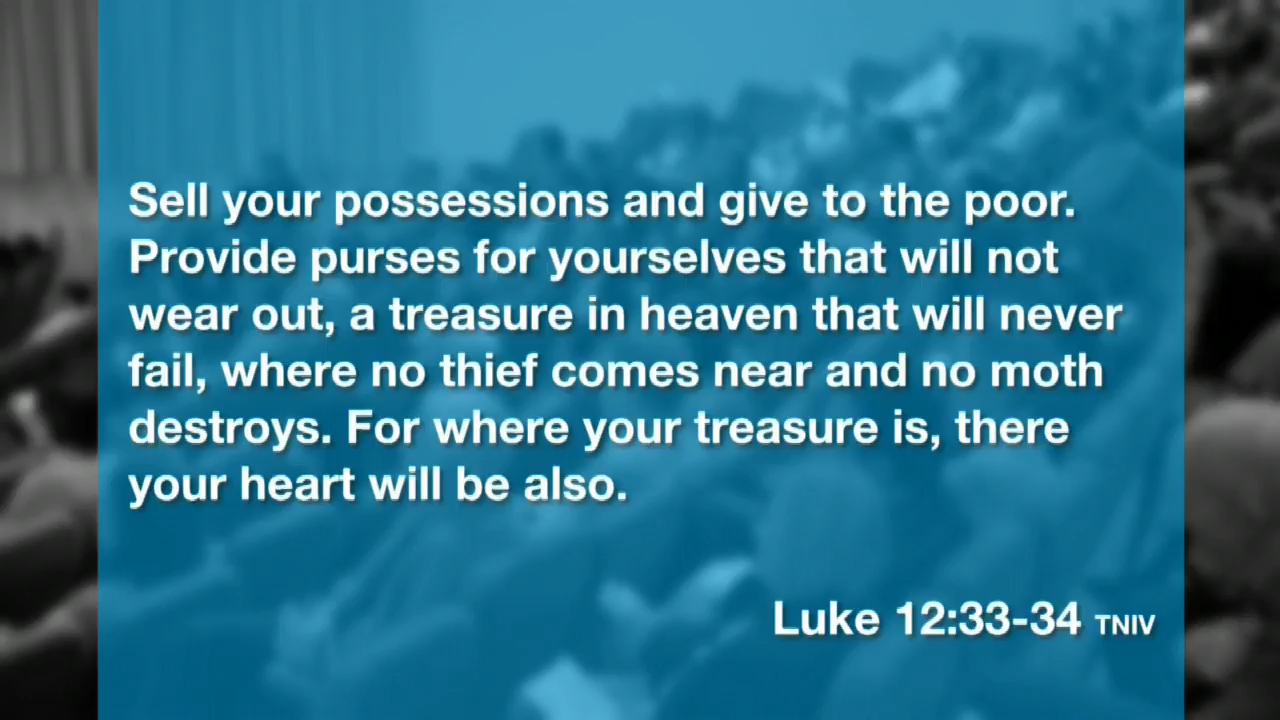 Sell your possessions and give to the poor.
Provide purses for yourselves that will not
wear out, a treasure in heaven that will never
fail, where no thief comes near and no moth
destroys. For where your treasure is, there
your heart will be also.
Luke 12:33-34 TNIV